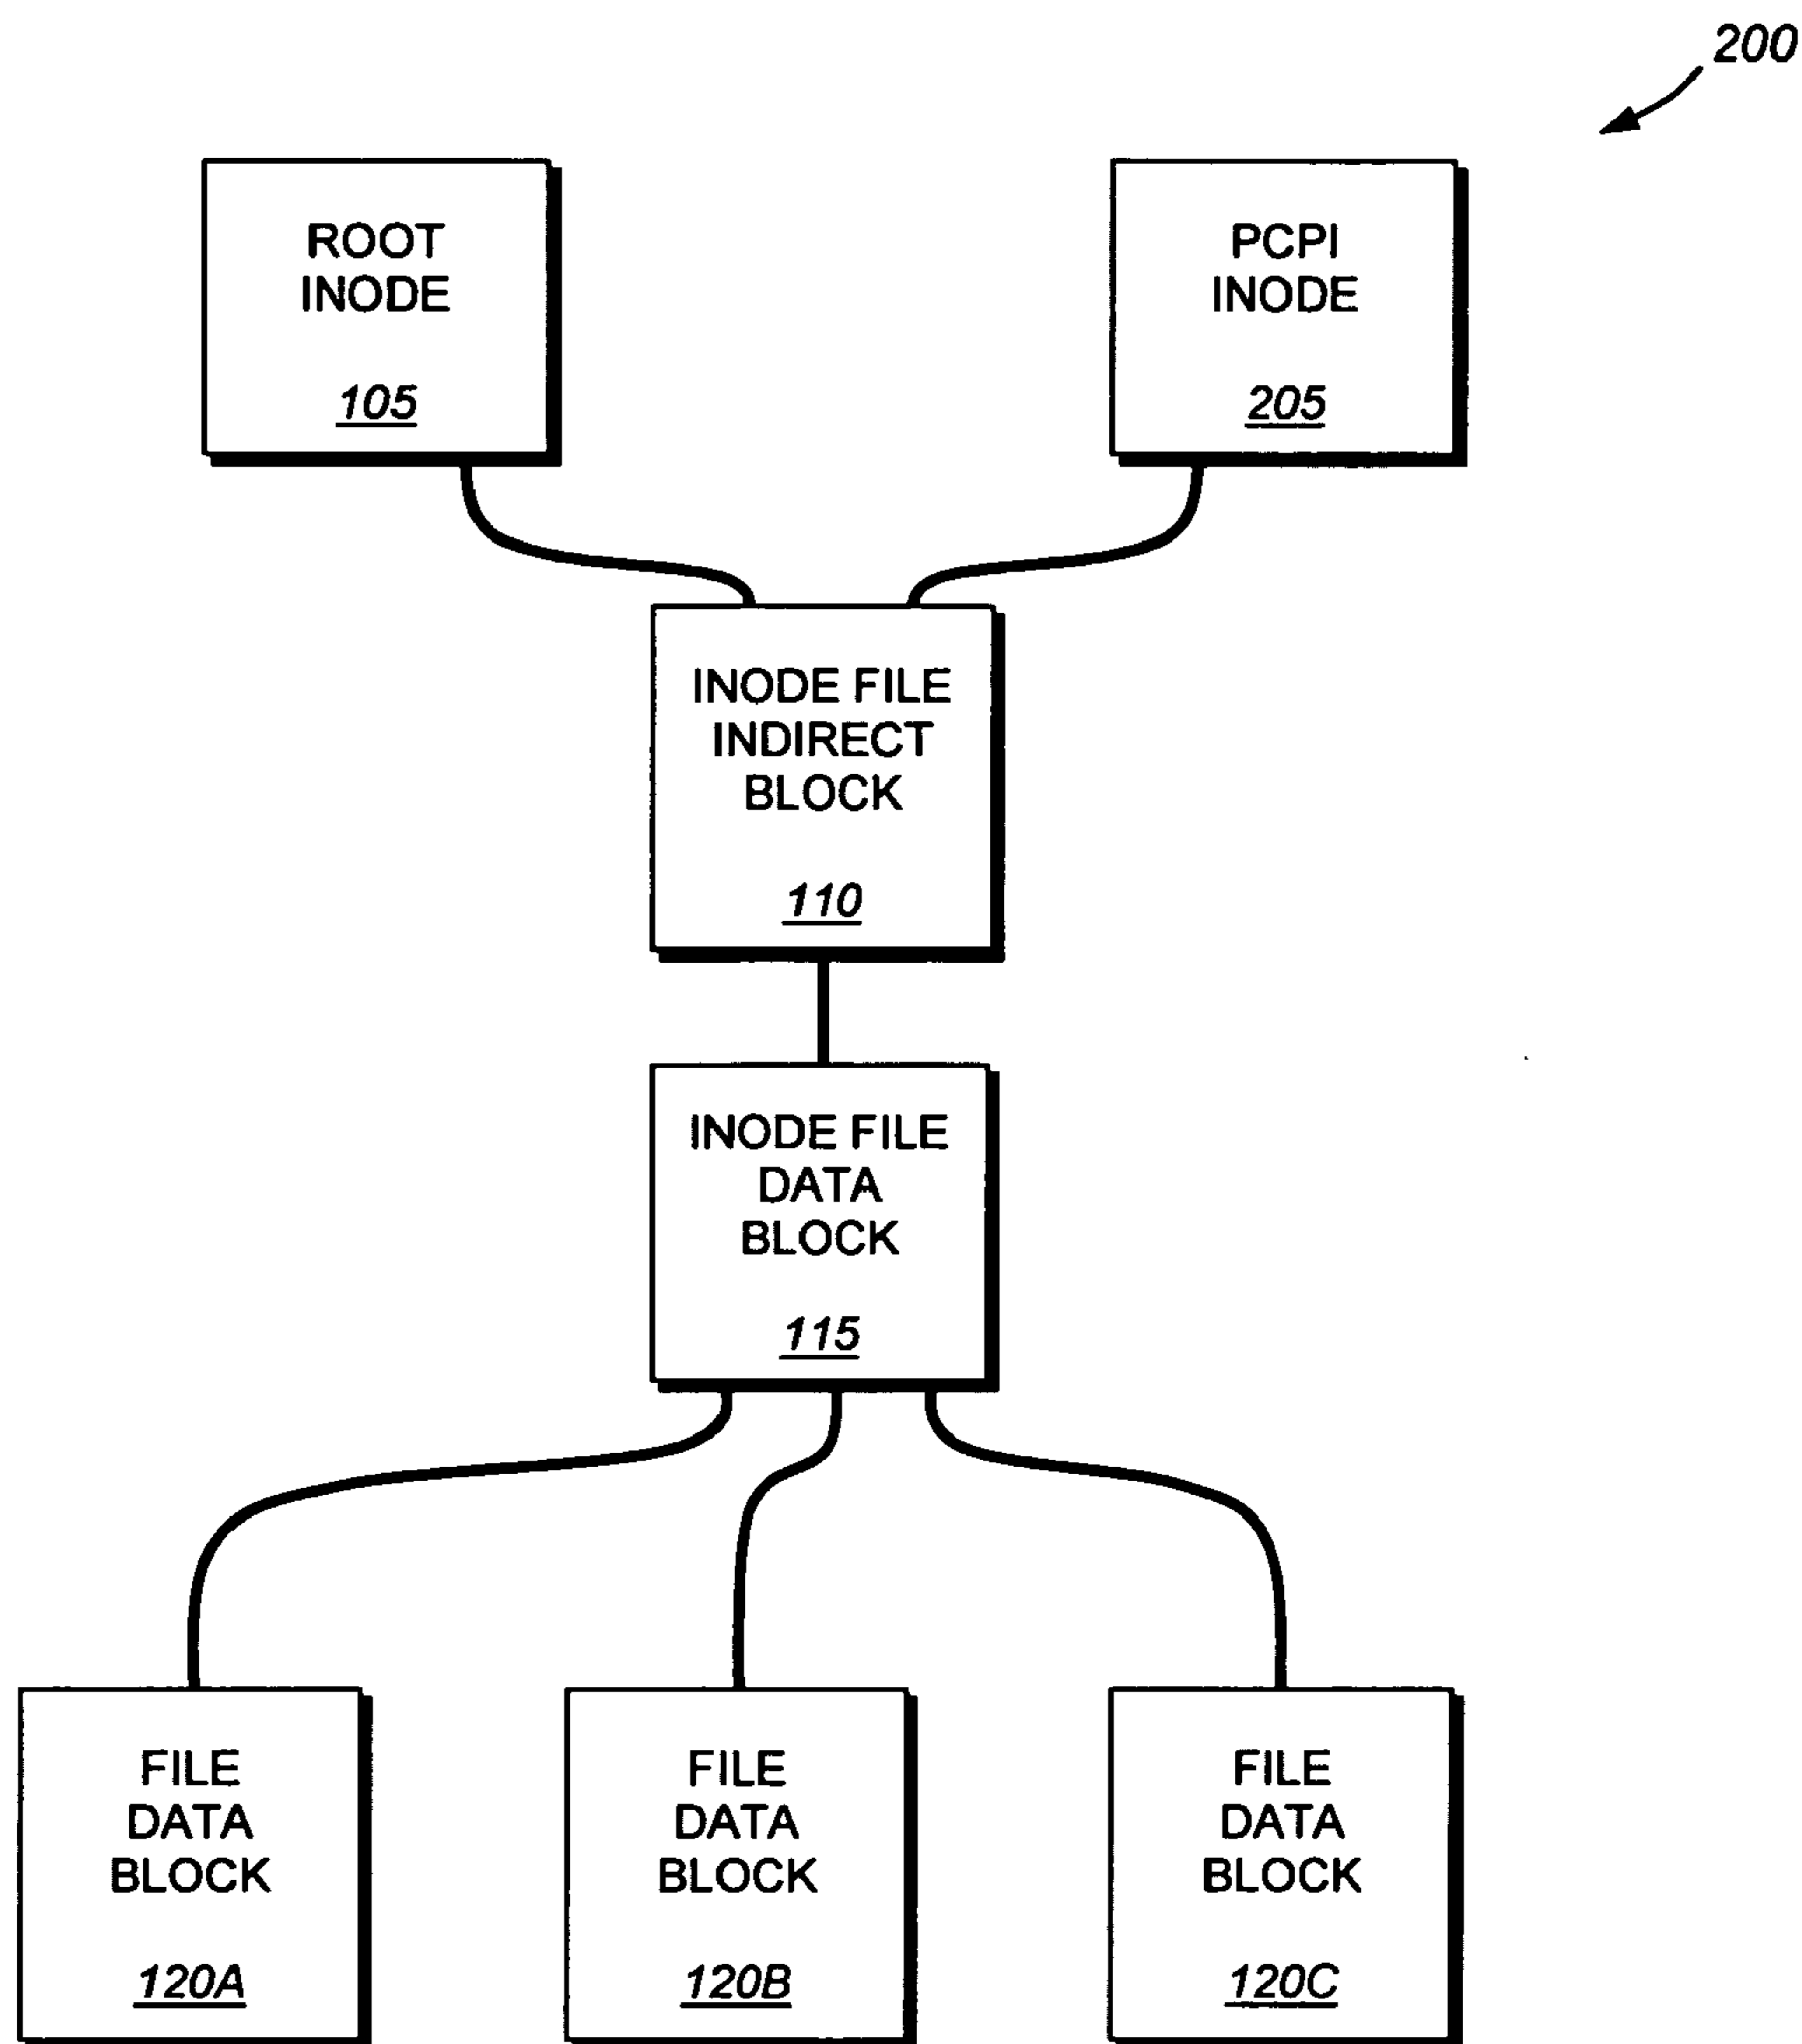 200
ROOT
INODE
105
PCPI
INODE
205
INODE FILE
INDIRECT
BLOCK
110
INODE FILE
DATA
BLOCK
115
FILE
DATA
BLOCK
120A
FILE
DATA
BLOCK
120B
FILE
DATA
BLOCK
120C